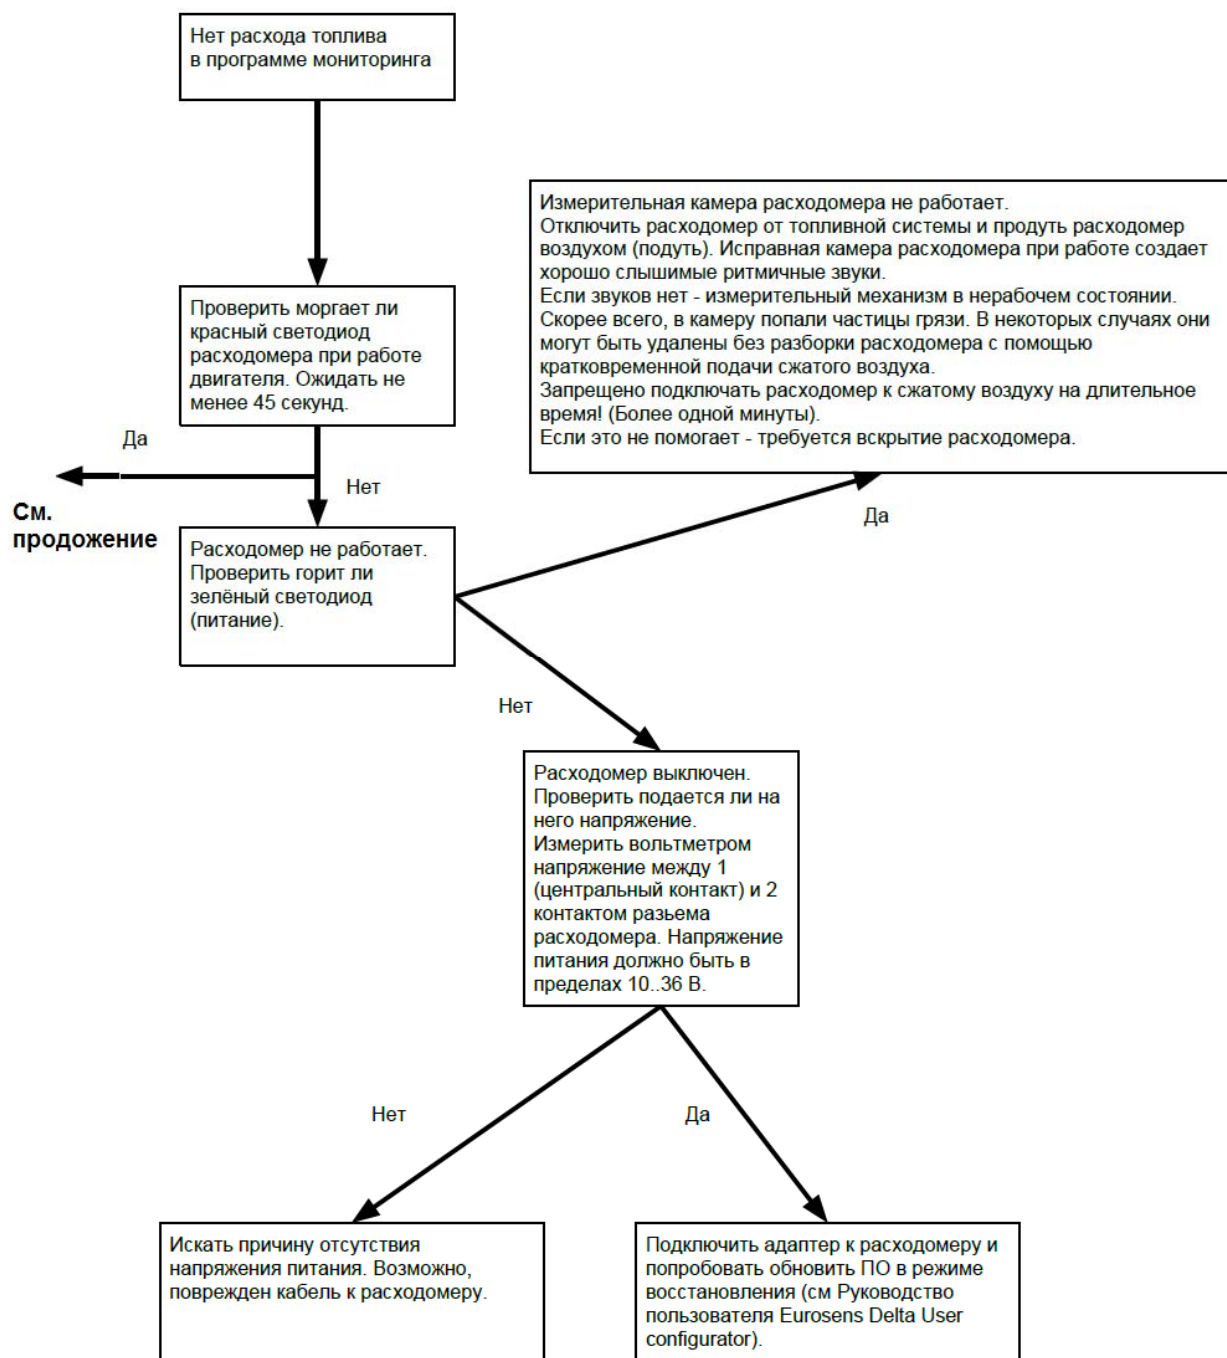 Нет расхода топлива
в программе мониторинга
Измерительная камера расходомера не работает.
Отключить расходомер от топливной системы и продуть расходомер
воздухом (подуть). Исправная камера расходомера при работе создает
хорошо слышимые ритмичные звуки.
Если звуков нет - измерительный механизм в нерабочем состоянии.
Скорее всего, в камеру попали частицы грязи. В некоторых случаях они
могут быть удалены без разборки расходомера с помощью
кратковременной подачи сжатого воздуха.
Запрещено подключать расходомер к сжатому воздуху на длительное
время! (Более одной минуты).
Если это не помогает - требуется вскрытие расходомера.
Проверить моргает ли
красный светодиод
расходомера при работе
двигателя. Ожидать не
менее 45 секунд.
Да
Нет
См.
продожение
Да
Расходомер не работает.
Проверить горит ли
зелёный светодиод
(питание).
Нет
Расходомер выключен.
Проверить подается ли на
него напряжение.
Измерить вольтметром
напряжение между 1
(центральный контакт) и 2
контактом разьема
расходомера. Напряжение
питания должно быть в
пределах 10..36 В.
Нет
Да
Искать причину отсутствия
напряжения питания. Возможно,
поврежден кабель к расходомеру.
Подключить адаптер к расходомеру и
попробовать обновить ПО в режиме
восстановления (см Руководство
пользователя Eurosens Delta User
configurator).